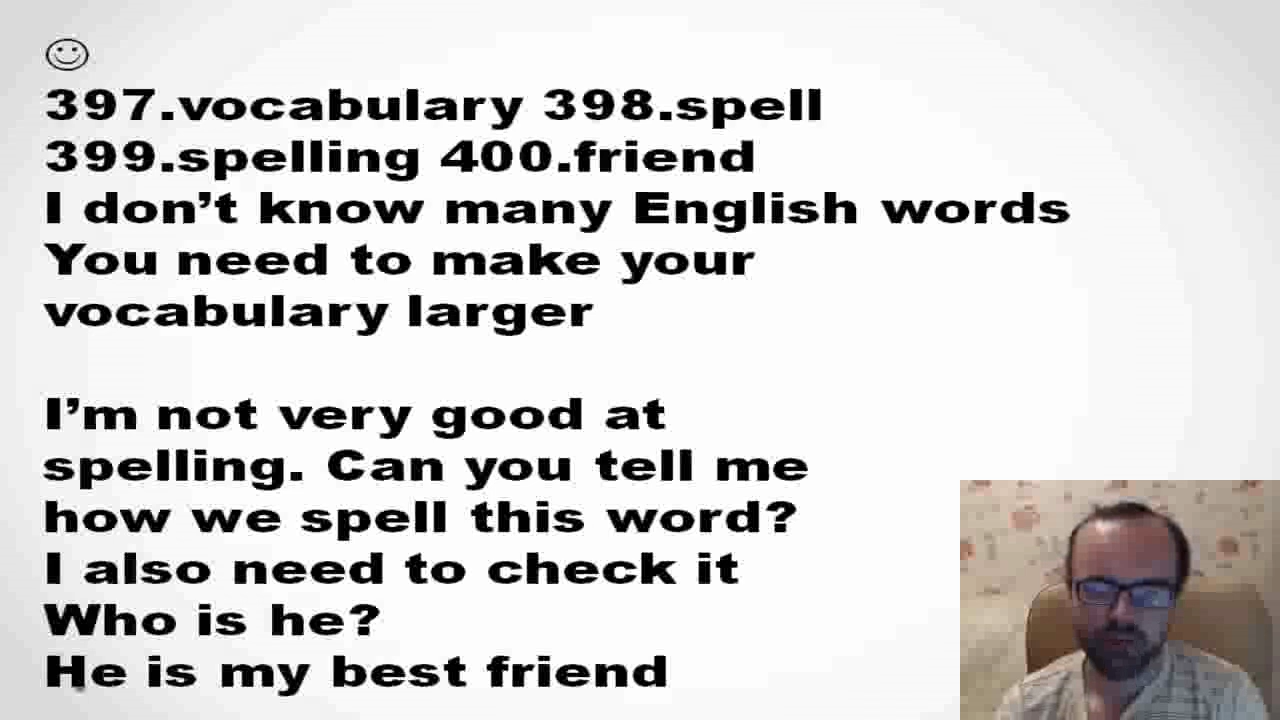 ☺
397.vocabulary 398.spell
399.spelling 400.friend
I don’t know many English words
You need to make your
vocabulary larger
I’m not very good at
spelling. Can you tell me
how we spell this word?
I also need to check it
Who is he?
He is my best friend